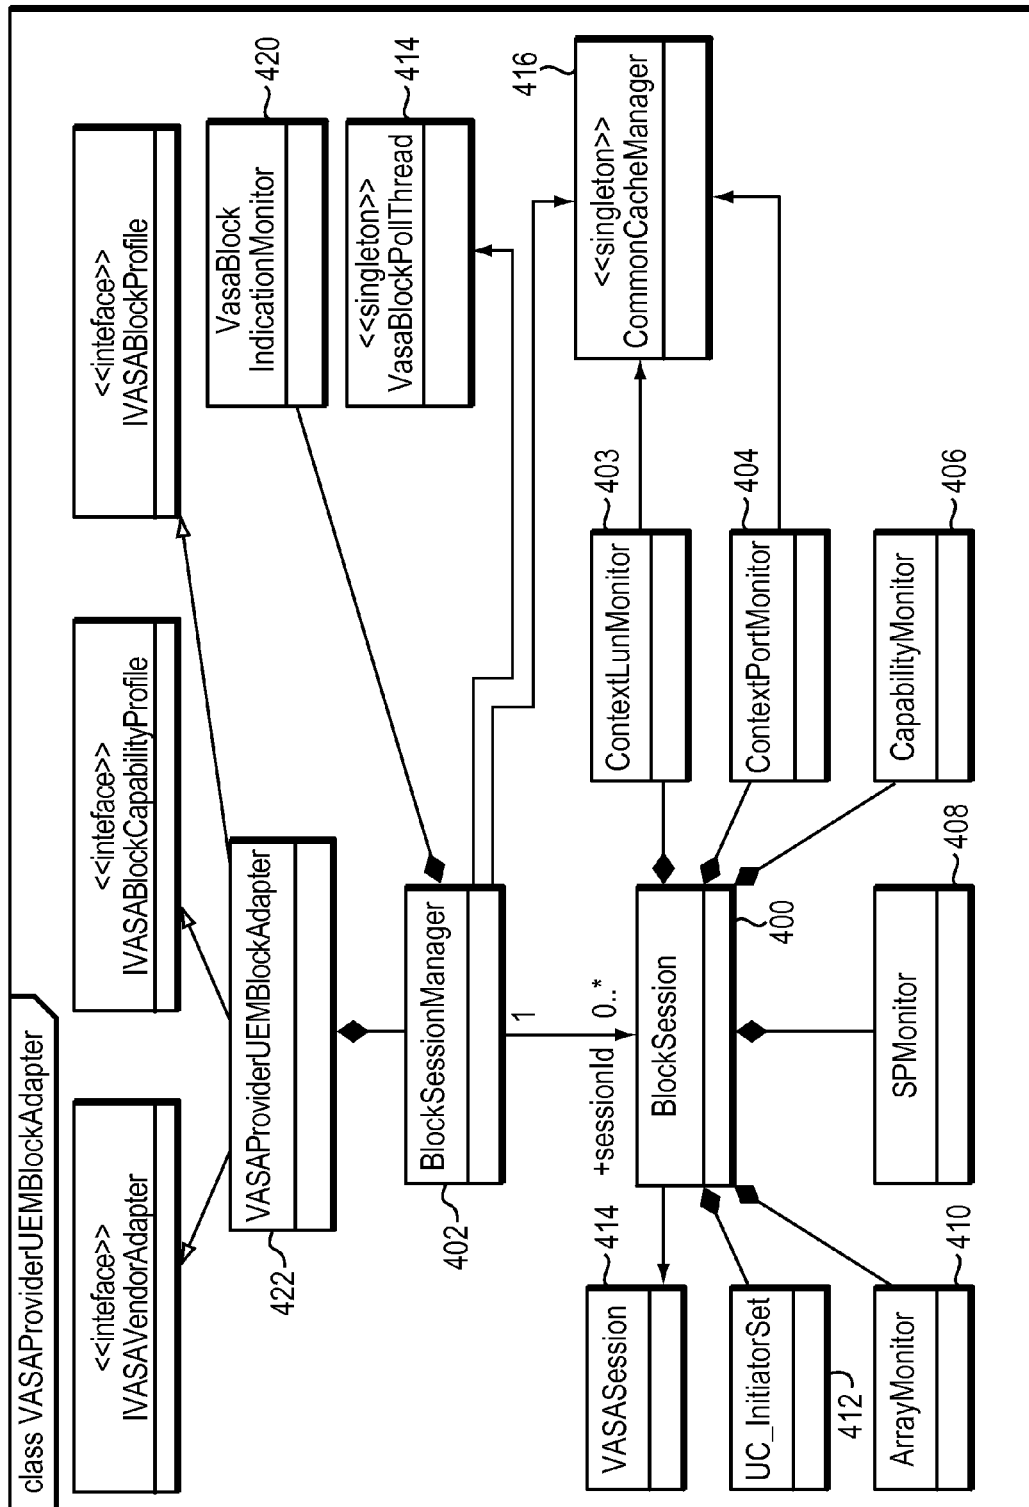 class VASAProviderUEMBlockAdapter
<<inteface>>
IVASAVendorAdapter
<<inteface>>
IVASABlockCapabilityProfile
<<inteface>>
IVASABlockProfile
VASAProviderUEMBlockAdapter
422
VasaBlock
IndicationMonitor
420
<<singleton>>
VasaBlockPollThread
414
BlockSessionManager
402
1
+sessionId
0..*
<<singleton>>
CommonCacheManager
416
VASASession
414
BlockSession
400
ContextLunMonitor
403
UC_InitiatorSet
412
ContextPortMonitor
404
ArrayMonitor
410
SPMonitor
408
CapabilityMonitor
406